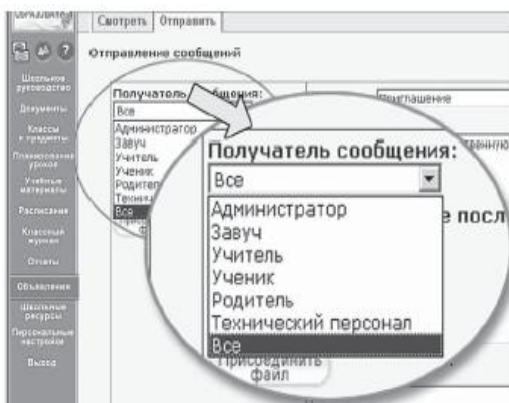 Смотреть Отправить
Отправление сообщений
Школьное
руководство
Документы
Классы
и предметы
Планирование
уроков
Учебные
материалы
Расписание
Классный
журнал
Отчеты
Объявления
Школьные
ресурсы
Персональные
настройки
Выход
Получатель сообщения:
Все
Администратор
Завуч
Учитель
Ученик
Родитель
Все
Приглашение
Получатель сообщения:
Все
Администратор
Завуч
Учитель
Ученик
Родитель
Технический персонал
Все
Присоединить
файл